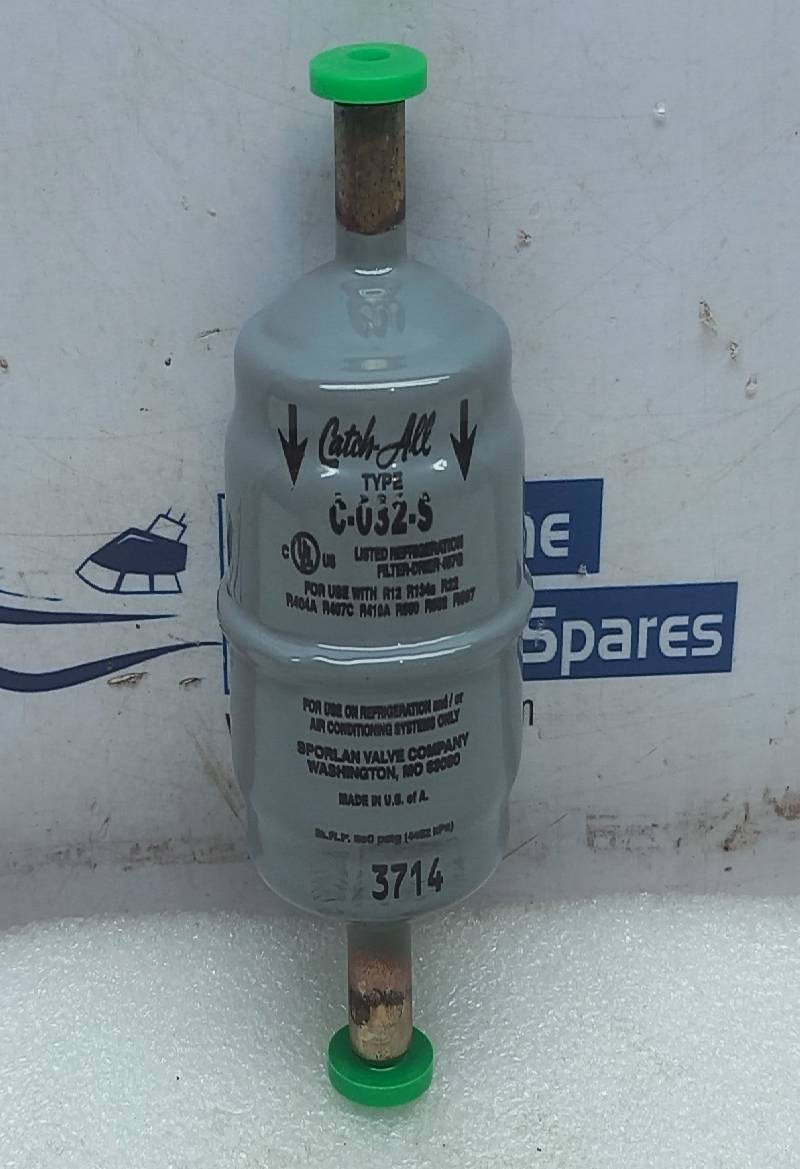 Catch-All
TYPE
C-032-S
C UL US LISTED REFRIGERATION
FILTER-DRIER
FOR USE WITH R12 R134a R22
R404A R407C R500 R502 R507
FOR USE ON REFRIGERATION and / or
AIR CONDITIONING SYSTEMS ONLY
SPORLAN VALVE COMPANY
WASHINGTON, MO 63090
MADE IN U.S. of A.
psig
3714
ne
Spares